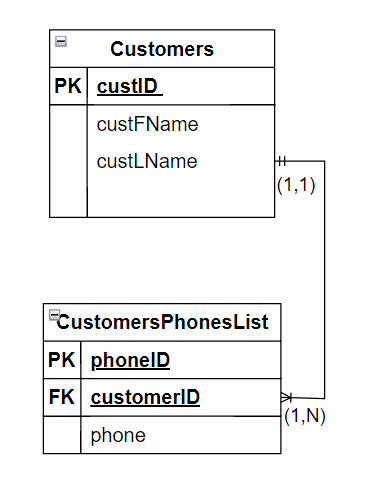 Customers
PK custID
custFName
custLName
(1,1)
CustomersPhonesList
PK phoneID
FK customerID
(1,N)
phone